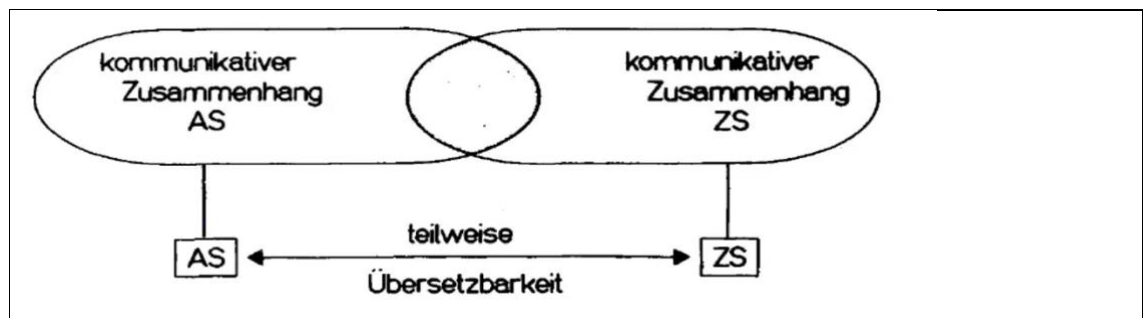 kommunikativer
Zusammenhang
AS
kommunikativer
Zusammenhang
ZS
AS
teilweise
Übersetzbarkeit
ZS